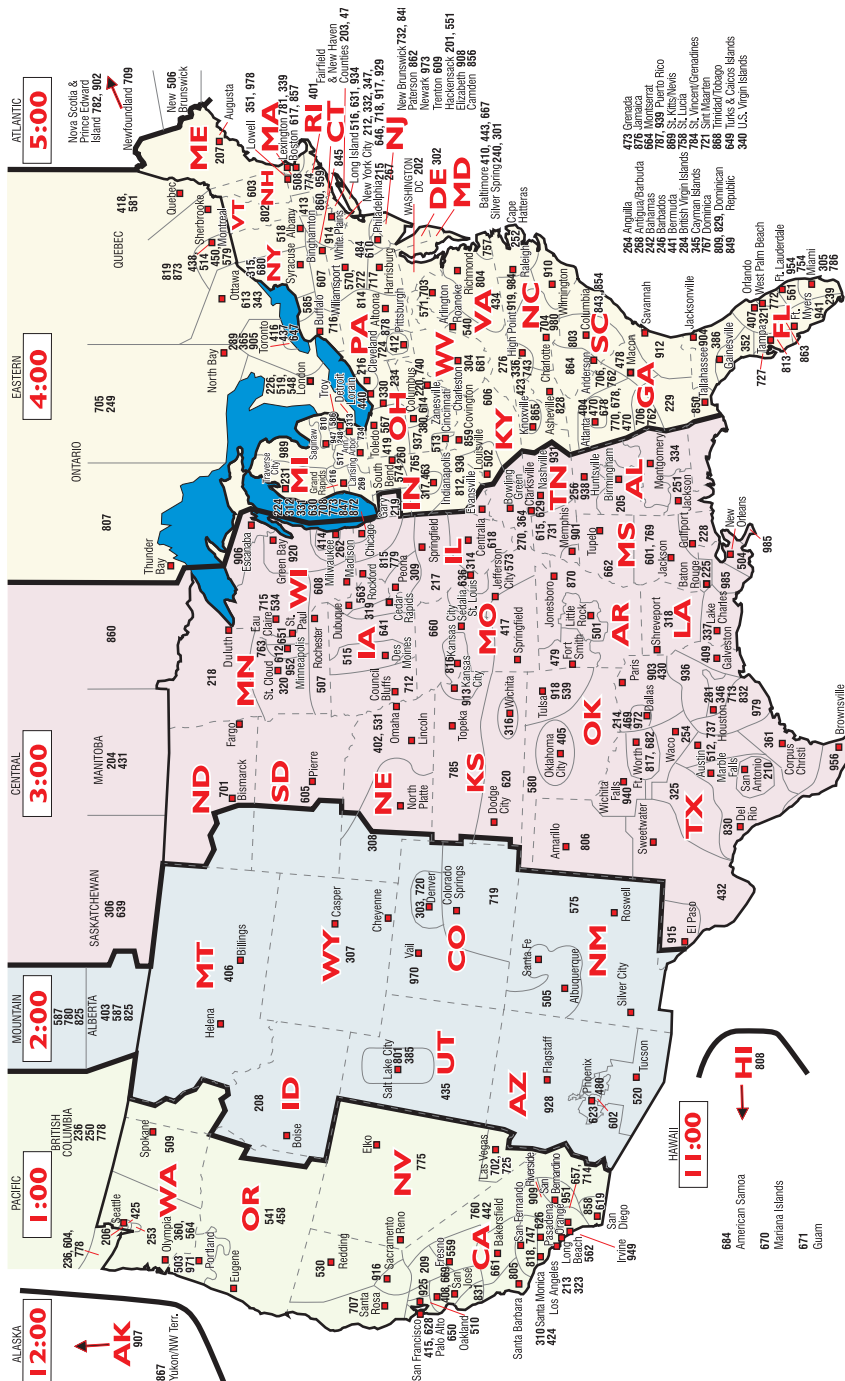 ALASKA
12:00
AK
907
867
Yukon/NW Terr.
PACIFIC
1:00
BRITISH
COLUMBIA
236
250
778
236, 604,
778
MOUNTAIN
2:00
587
780
825
ALBERTA
403
587
825
CENTRAL
3:00
SASKATCHEWAN
306
639
MANITOBA
204
431
860
EASTERN
4:00
ONTARIO
807
705
249
QUEBEC
418,
581
819
873
ATLANTIC
5:00
Nova Scotia &
Prince Edward
Island 782, 902
Newfoundland 709
New 506
Brunswick
HAWAII
11:00
HI
808
684
American Samoa
670
Mariana Islands
671
Guam
WA
Seattle
206
425
253
Olympia
360,
564
Spokane
509
503
971
Portland
OR
541
458
Eugene
ID
208
Boise
MT
406
Helena
Billings
WY
307
Casper
Cheyenne
NV
775
Elko
Reno
Las Vegas
702,
725
CA
530
Redding
707
Santa
Rosa
916
Sacramento
San Francisco
415, 628
925
Palo Alto
650
Oakland
510
209
408, 669
San
Jose
831
Fresno
559
661
Bakersfield
760
442
805
Santa Barbara
San Fernando
818, 747
310 Santa Monica
424
Los Angeles
213
323
626
Pasadena
909
Riverside
San
Bernardino
951
Orange
657,
714
Long
Beach,
562
858
619
San
Diego
Irvine
949
UT
Salt Lake City
801
385
435
CO
Vail
970
303, 720
Denver
Colorado
Springs
719
AZ
928
Flagstaff
623
Phoenix
480
602
520
Tucson
NM
Santa Fe
505
Albuquerque
575
Roswell
Silver City
ND
701
Bismarck
Fargo
SD
605
Pierre
NE
308
North
Platte
402, 531
Omaha
Lincoln
KS
785
Topeka
913
Kansas
City
316
Wichita
620
Dodge
City
OK
580
Oklahoma
City
405
918
539
Tulsa
TX
806
Amarillo
915
El Paso
432
Sweetwater
325
Wichita
Falls
940
Ft. Worth
817, 682
214
469
972
Dallas
903
430
Paris
Waco
254
Austin
512, 737
Marble
Falls
San
Antonio
210
830
Del
Rio
936
281
346
713
832
Houston
979
409
Galveston
361
Corpus
Christi
956
Brownsville
MN
218
Duluth
320
St. Cloud
763
612
651
952
Minneapolis
St.
Paul
507
Rochester
WI
715
534
Eau
Claire
906
Escanaba
920
Green Bay
414
Milwaukee
262
608
Madison
Thunder
Bay
IA
Dubuque
563
319
Cedar
Rapids
641
515
Des
Moines
712
Council
Bluffs
IL
815
779
Rockford
Chicago
309
Peoria
217
Springfield
618
Centralia
224
312
331
630
708
773
847
872
MO
660
816
Kansas City
Sedalia
636
314
St. Louis
Jefferson
City
573
417
Springfield
AR
479
Fort
Smith
501
Little
Rock
870
Jonesboro
LA
318
Shreveport
337
Lake
Charles
225
Baton
Rouge
985
504
New
Orleans
985
MS
662
Tupelo
601, 769
Jackson
228
Gulfport
AL
256
938
Huntsville
205
Birmingham
334
Montgomery
251
Jackson
TN
931
615, 629
Nashville
Clarksville
731
Memphis
901
Knoxville
865
423
KY
270, 364
Bowling
Green
502
Louisville
859
Covington
606
IN
219
Gary
574
South
Bend
260
765
317, 463
Indianapolis
812, 930
Evansville
MI
231
Traverse
City
989
Saginaw
810
616
Grand
Rapids
517
Lansing
269
Ann
Arbor
734
Troy
Detroit
313
947
248
586
OH
419
567
Toledo
440
Lorain
216
Cleveland
330
234
Columbus
380, 614
220, 740
Zanesville
937
513
Cincinnati
WV
304
681
Charleston
VA
276
540
Roanoke
571, 703
Arlington
804
Richmond
434
757
NC
336
High Point
743
919, 984
Raleigh
252
Cape
Hatteras
704
980
Charlotte
828
Asheville
910
Wilmington
SC
864
Anderson
803
Columbia
843, 854
GA
404
470
Atlanta
770, 678,
470
706,
762
706
762
478
Macon
912
Savannah
229
FL
850
Tallahassee
904
Jacksonville
386
Gainesville
352
407
Orlando
321
Tampa
727
813
863
772
West Palm Beach
561
Ft. Lauderdale
954
754
Ft.
Myers
941
239
Miami
305
786
PA
814
Altoona
724
878
412
Pittsburgh
717
Harrisburg
570,
272
Williamsport
484
610
Philadelphia 215
267
NY
315,
680
Syracuse
518
Albany
607
Binghamton
585
716
Buffalo
845
914
White Plains
Long Island 516, 631, 934
New York City 212, 332, 347,
646, 718, 917, 929
VT
802
NH
603
ME
207
Augusta
MA
Lowell 351, 978
Lexington 781, 339
Boston 617, 857
508
774
413
RI
401
CT
860, 959
Fairfield
& New Haven
Counties 203, 47
NJ
New Brunswick 732, 848
Paterson 862
Newark 973
Trenton 609
Hackensack 201, 551
Elizabeth 908
Camden 856
WASHINGTON
DC 202
DE 302
MD
Baltimore 410, 443, 667
Silver Spring 240, 301
North Bay
Toronto
289
365
905
416
437
647
226,
519
548
London
Ottawa
613
343
438
514
Montreal
450
579
Sherbrooke
Quebec
264 Anguilla
268 Antigua/Barbuda
242 Bahamas
246 Barbados
441 Bermuda
284 British Virgin Islands
345 Cayman Islands
767 Dominica
809, 829, Dominican
849 Republic
473 Grenada
876 Jamaica
664 Montserrat
787, 939 Puerto Rico
869 St. Kitts/Nevis
758 St. Lucia
784 St. Vincent/Grenadines
721 Sint Maarten
868 Trinidad/Tobago
649 Turks & Caicos Islands
340 U.S. Virgin Islands